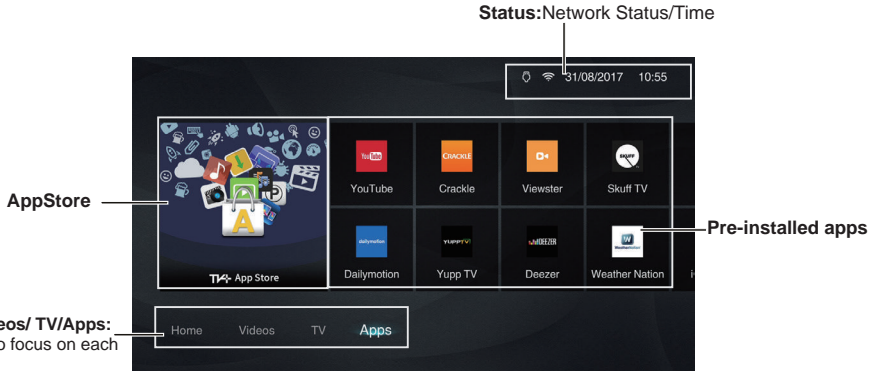 Status:Network Status/Time
31/08/2017 10:55
YouTube
CRACKLE
SKUFF
YouTube Crackle Viewster Skuff TV
AppStore
A
Pre-installed apps
dailymotion
YUPPTV
DEEZER
W
WeatherNation
Dailymotion Yupp TV Deezer Weather Nation
App Store
eos/ TV/Apps:
o focus on each
Home Videos TV Apps